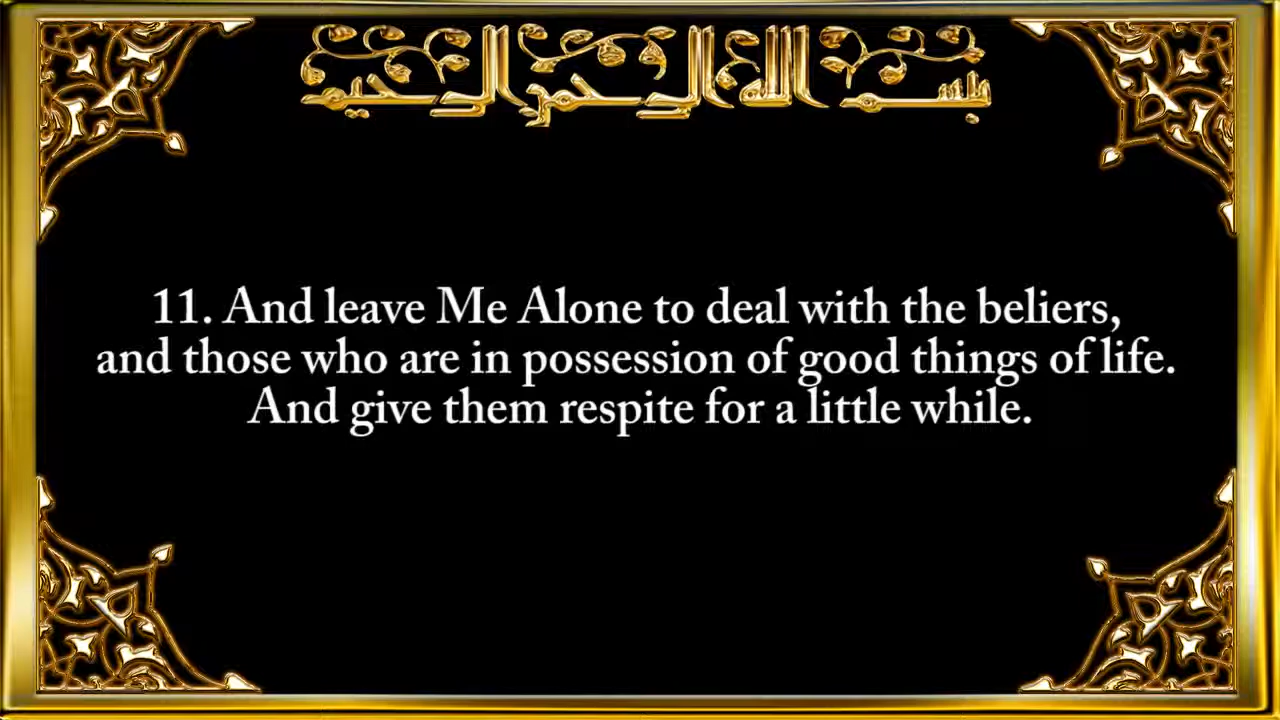 بسم الله الرحمن الرحيم
11. And leave Me Alone to deal with the beliers,
and those who are in possession of good things of life.
And give them respite for a little while.